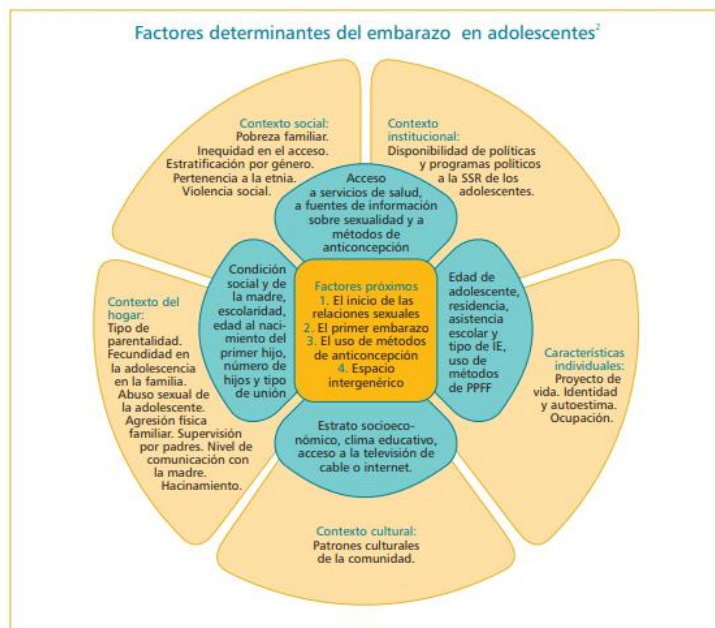 Factores determinantes del embarazo en adolescentes²
Contexto social:
Pobreza familiar.
Inequidad en el acceso.
Estratificación por género.
Pertenencia a la etnia.
Violencia social.
Contexto
institucional:
Disponibilidad de políticas
y programas políticos
a la SSR de los
adolescentes.
Acceso
a servicios de salud,
a fuentes de información
sobre sexualidad y a
métodos de
anticoncepción
Condición
social y de
la madre,
escolaridad,
edad al naci-
miento del
primer hijo,
número de
hijos y tipo
de unión
Factores próximos
1. El inicio de las
relaciones sexuales
2. El primer embarazo
3. El uso de métodos
de anticoncepción
4. Espacio
intergenérico
Edad de
adolescente,
residencia,
asistencia
escolar y
tipo de IE,
uso de
métodos
de PPFF
Contexto del
hogar:
Tipo de
parentalidad.
Fecundidad en
la adolescencia
en la familia.
Abuso sexual de
la adolescente.
Agresión física
familiar. Supervisión
por padres. Nivel de
comunicación con
la madre.
Hacinamiento.
Características
individuales:
Proyecto de
vida. Identidad
y autoestima.
Ocupación.
Estrato socioeco-
nómico, clima educativo,
acceso a la televisión de
cable o internet.
Contexto cultural:
Patrones culturales
de la comunidad.